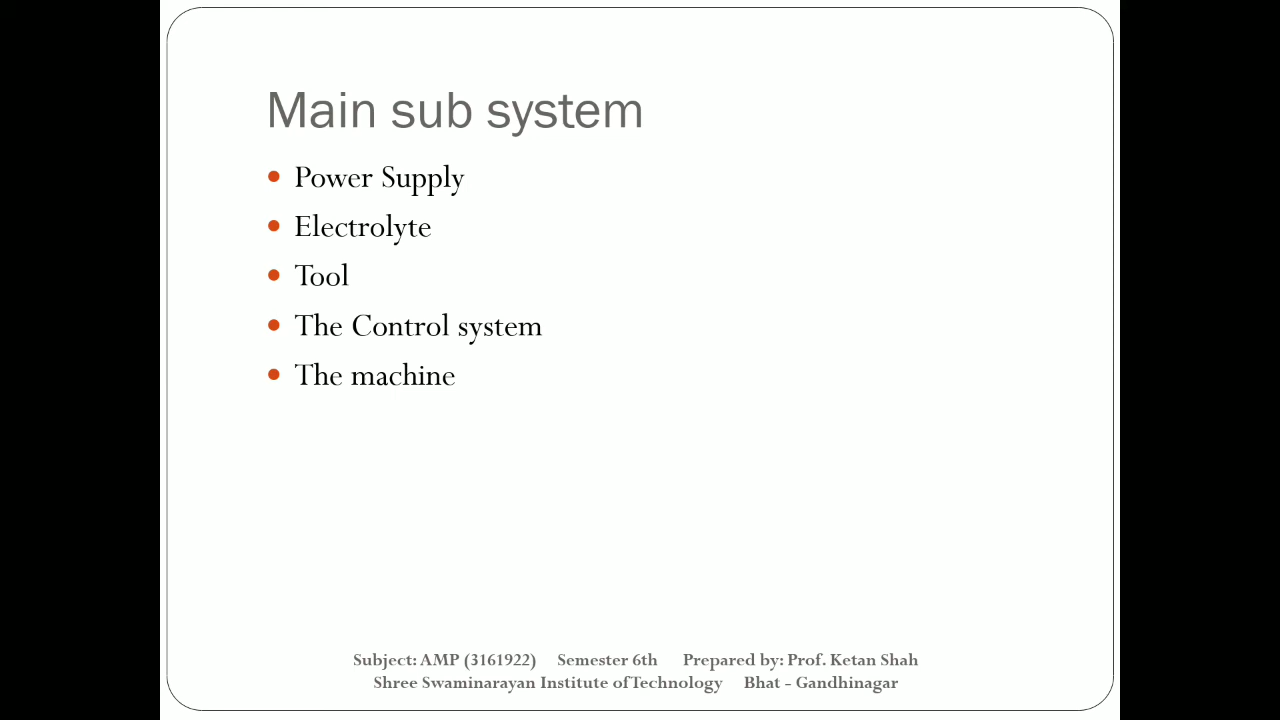 Main sub system
Power Supply
Electrolyte
Tool
The Control system
The machine
Subject: AMP (3161922) Semester 6th Prepared by: Prof. Ketan Shah
Shree Swaminarayan Institute of Technology Bhat - Gandhinagar